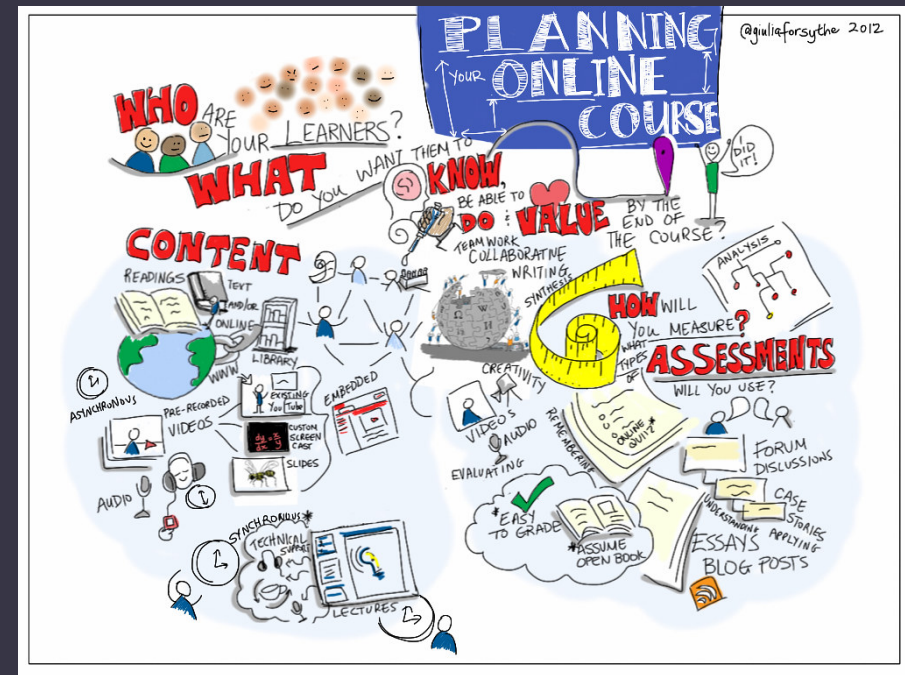 PLANNING
YOUR ONLINE
COURSE
@giuliaforsythe 2012
WHO ARE
YOUR LEARNERS?
WHAT DO YOU WANT THEM TO
KNOW,
BE ABLE TO
DO & VALUE
BY THE
END OF
THE COURSE?
I
DID
IT!
CONTENT
READINGS
TEXT
AND/OR
ONLINE
LIBRARY
WWW
ASYNCHRONOUS
PRE-RECORDED
VIDEOS
EXISTING
YouTube
CUSTOM
SCREEN
CAST
dy/dx = x/y
SLIDES
EMBEDDED
AUDIO
SYNCHRONOUS*
TECHNICAL
SUPPORT
LECTURES
TEAMWORK
COLLABORATIVE
WRITING
SYNTHESIS
CREATIVITY
VIDEOS
AUDIO
EVALUATING
ANALYSIS
HOW WILL
YOU MEASURE?
WHAT
TYPES
OF
ASSESSMENTS
WILL YOU USE?
REMEMBERING
ONLINE
QUIZ*
*EASY
TO GRADE
*ASSUME
OPEN BOOK
FORUM
DISCUSSIONS
CASE
STORIES
APPLYING
UNDERSTANDING
ESSAYS
BLOG POSTS